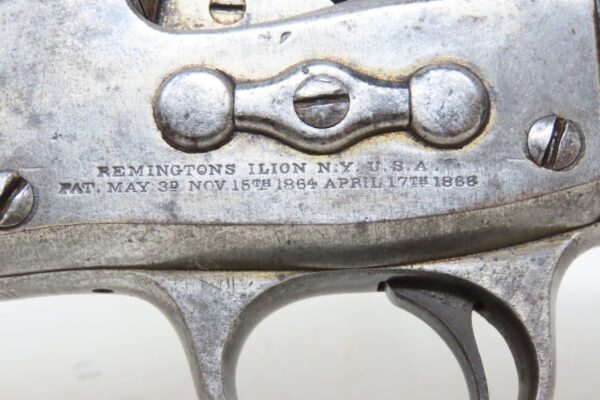 REMINGTONS ILION N.Y. U.S.A.
PAT. MAY 3D NOV. 15TH 1864 APRIL 17TH 1866